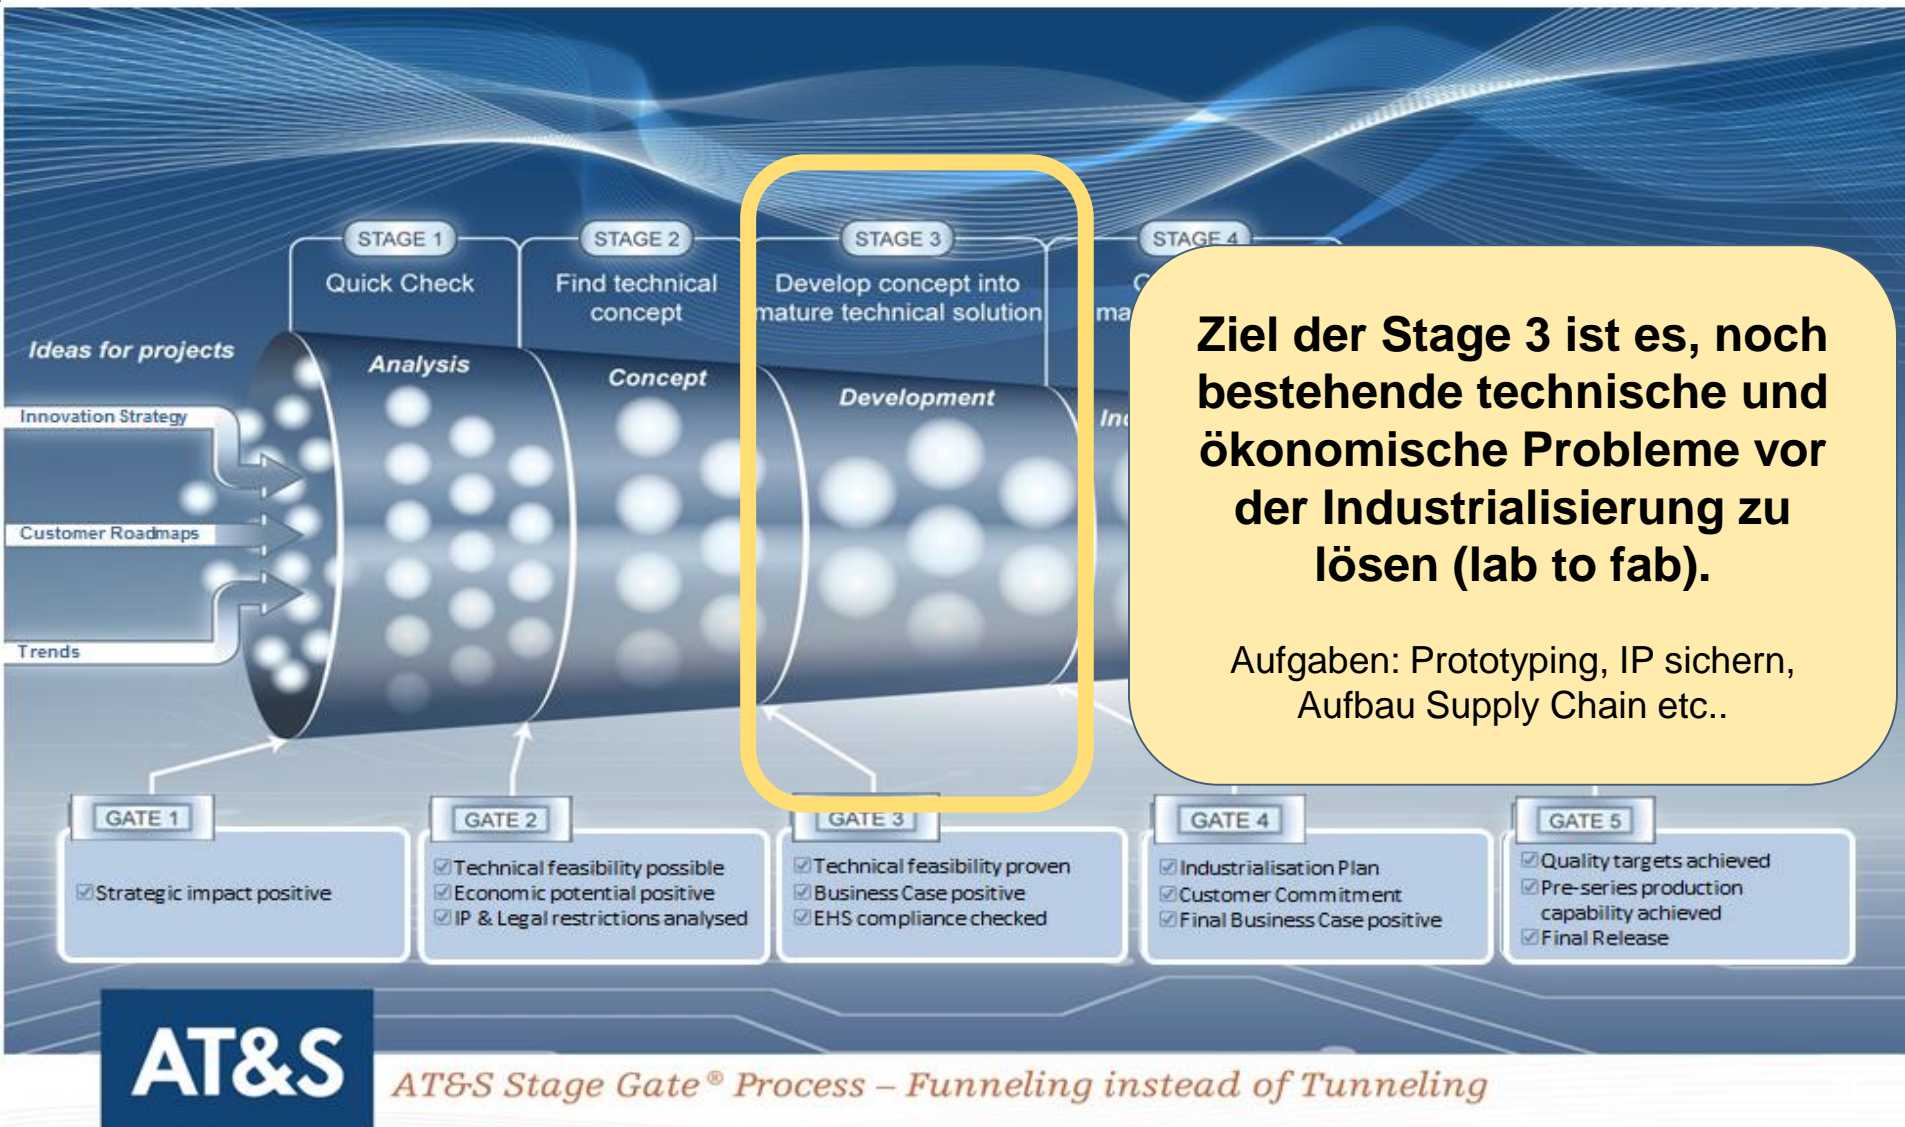 STAGE 1
Quick Check
STAGE 2
Find technical
concept
STAGE 3
Develop concept into
mature technical solution
STAGE 4
Ideas for projects
Innovation Strategy
Customer Roadmaps
Trends
Analysis
Concept
Development
Ziel der Stage 3 ist es, noch
bestehende technische und
ökonomische Probleme vor
der Industrialisierung zu
lösen (lab to fab).
Aufgaben: Prototyping, IP sichern,
Aufbau Supply Chain etc..
GATE 1
Strategic impact positive
GATE 2
Technical feasibility possible
Economic potential positive
IP & Legal restrictions analysed
GATE 3
Technical feasibility proven
Business Case positive
EHS compliance checked
GATE 4
Industrialisation Plan
Customer Commitment
Final Business Case positive
GATE 5
Quality targets achieved
Pre-series production
capability achieved
Final Release
AT&S
AT&S Stage Gate® Process – Funneling instead of Tunneling